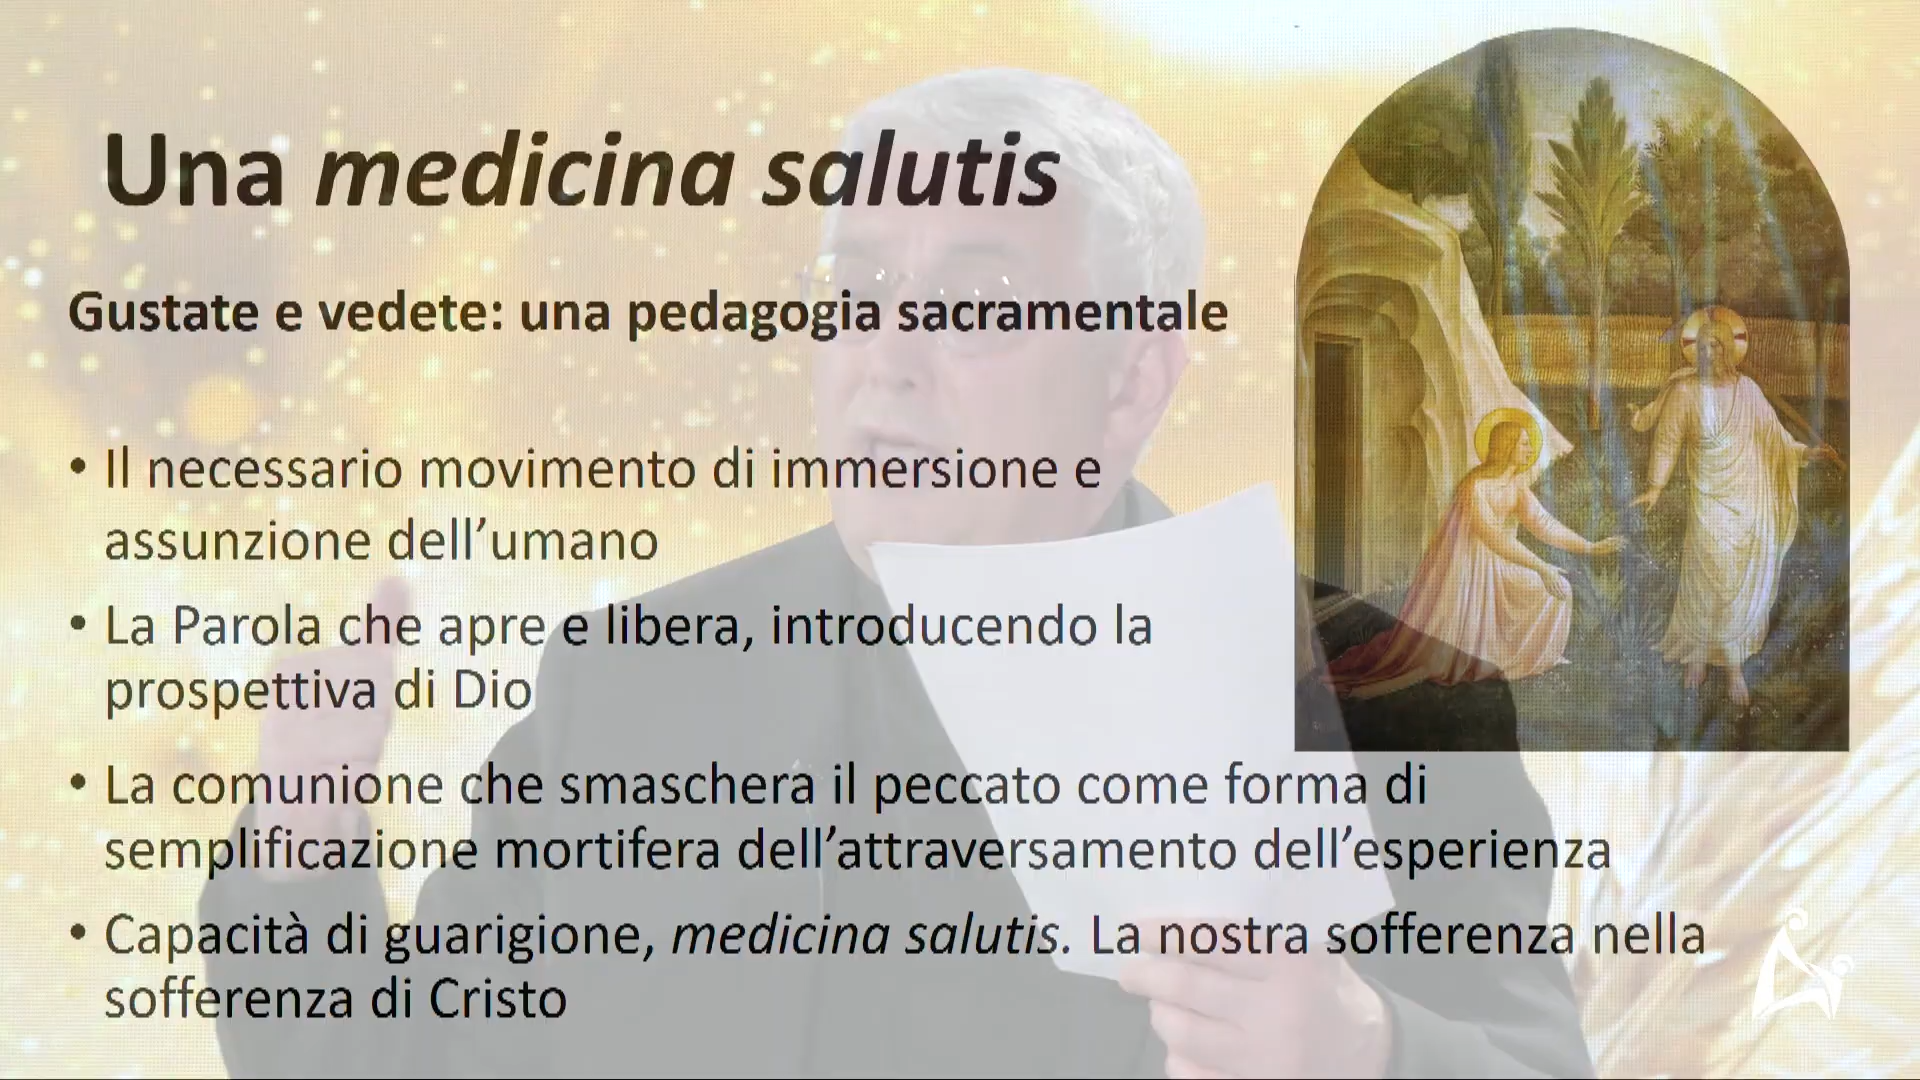 Una medicina salutis
Gustate e vedete: una pedagogia sacramentale
• Il necessario movimento di immersione e
assunzione dell’umano
• La Parola che apre e libera, introducendo la
prospettiva di Dio
• La comunione che smaschera il peccato come forma di
semplificazione mortifera dell’attraversamento dell’esperienza
• Capacità di guarigione, medicina salutis. La nostra sofferenza nella
sofferenza di Cristo